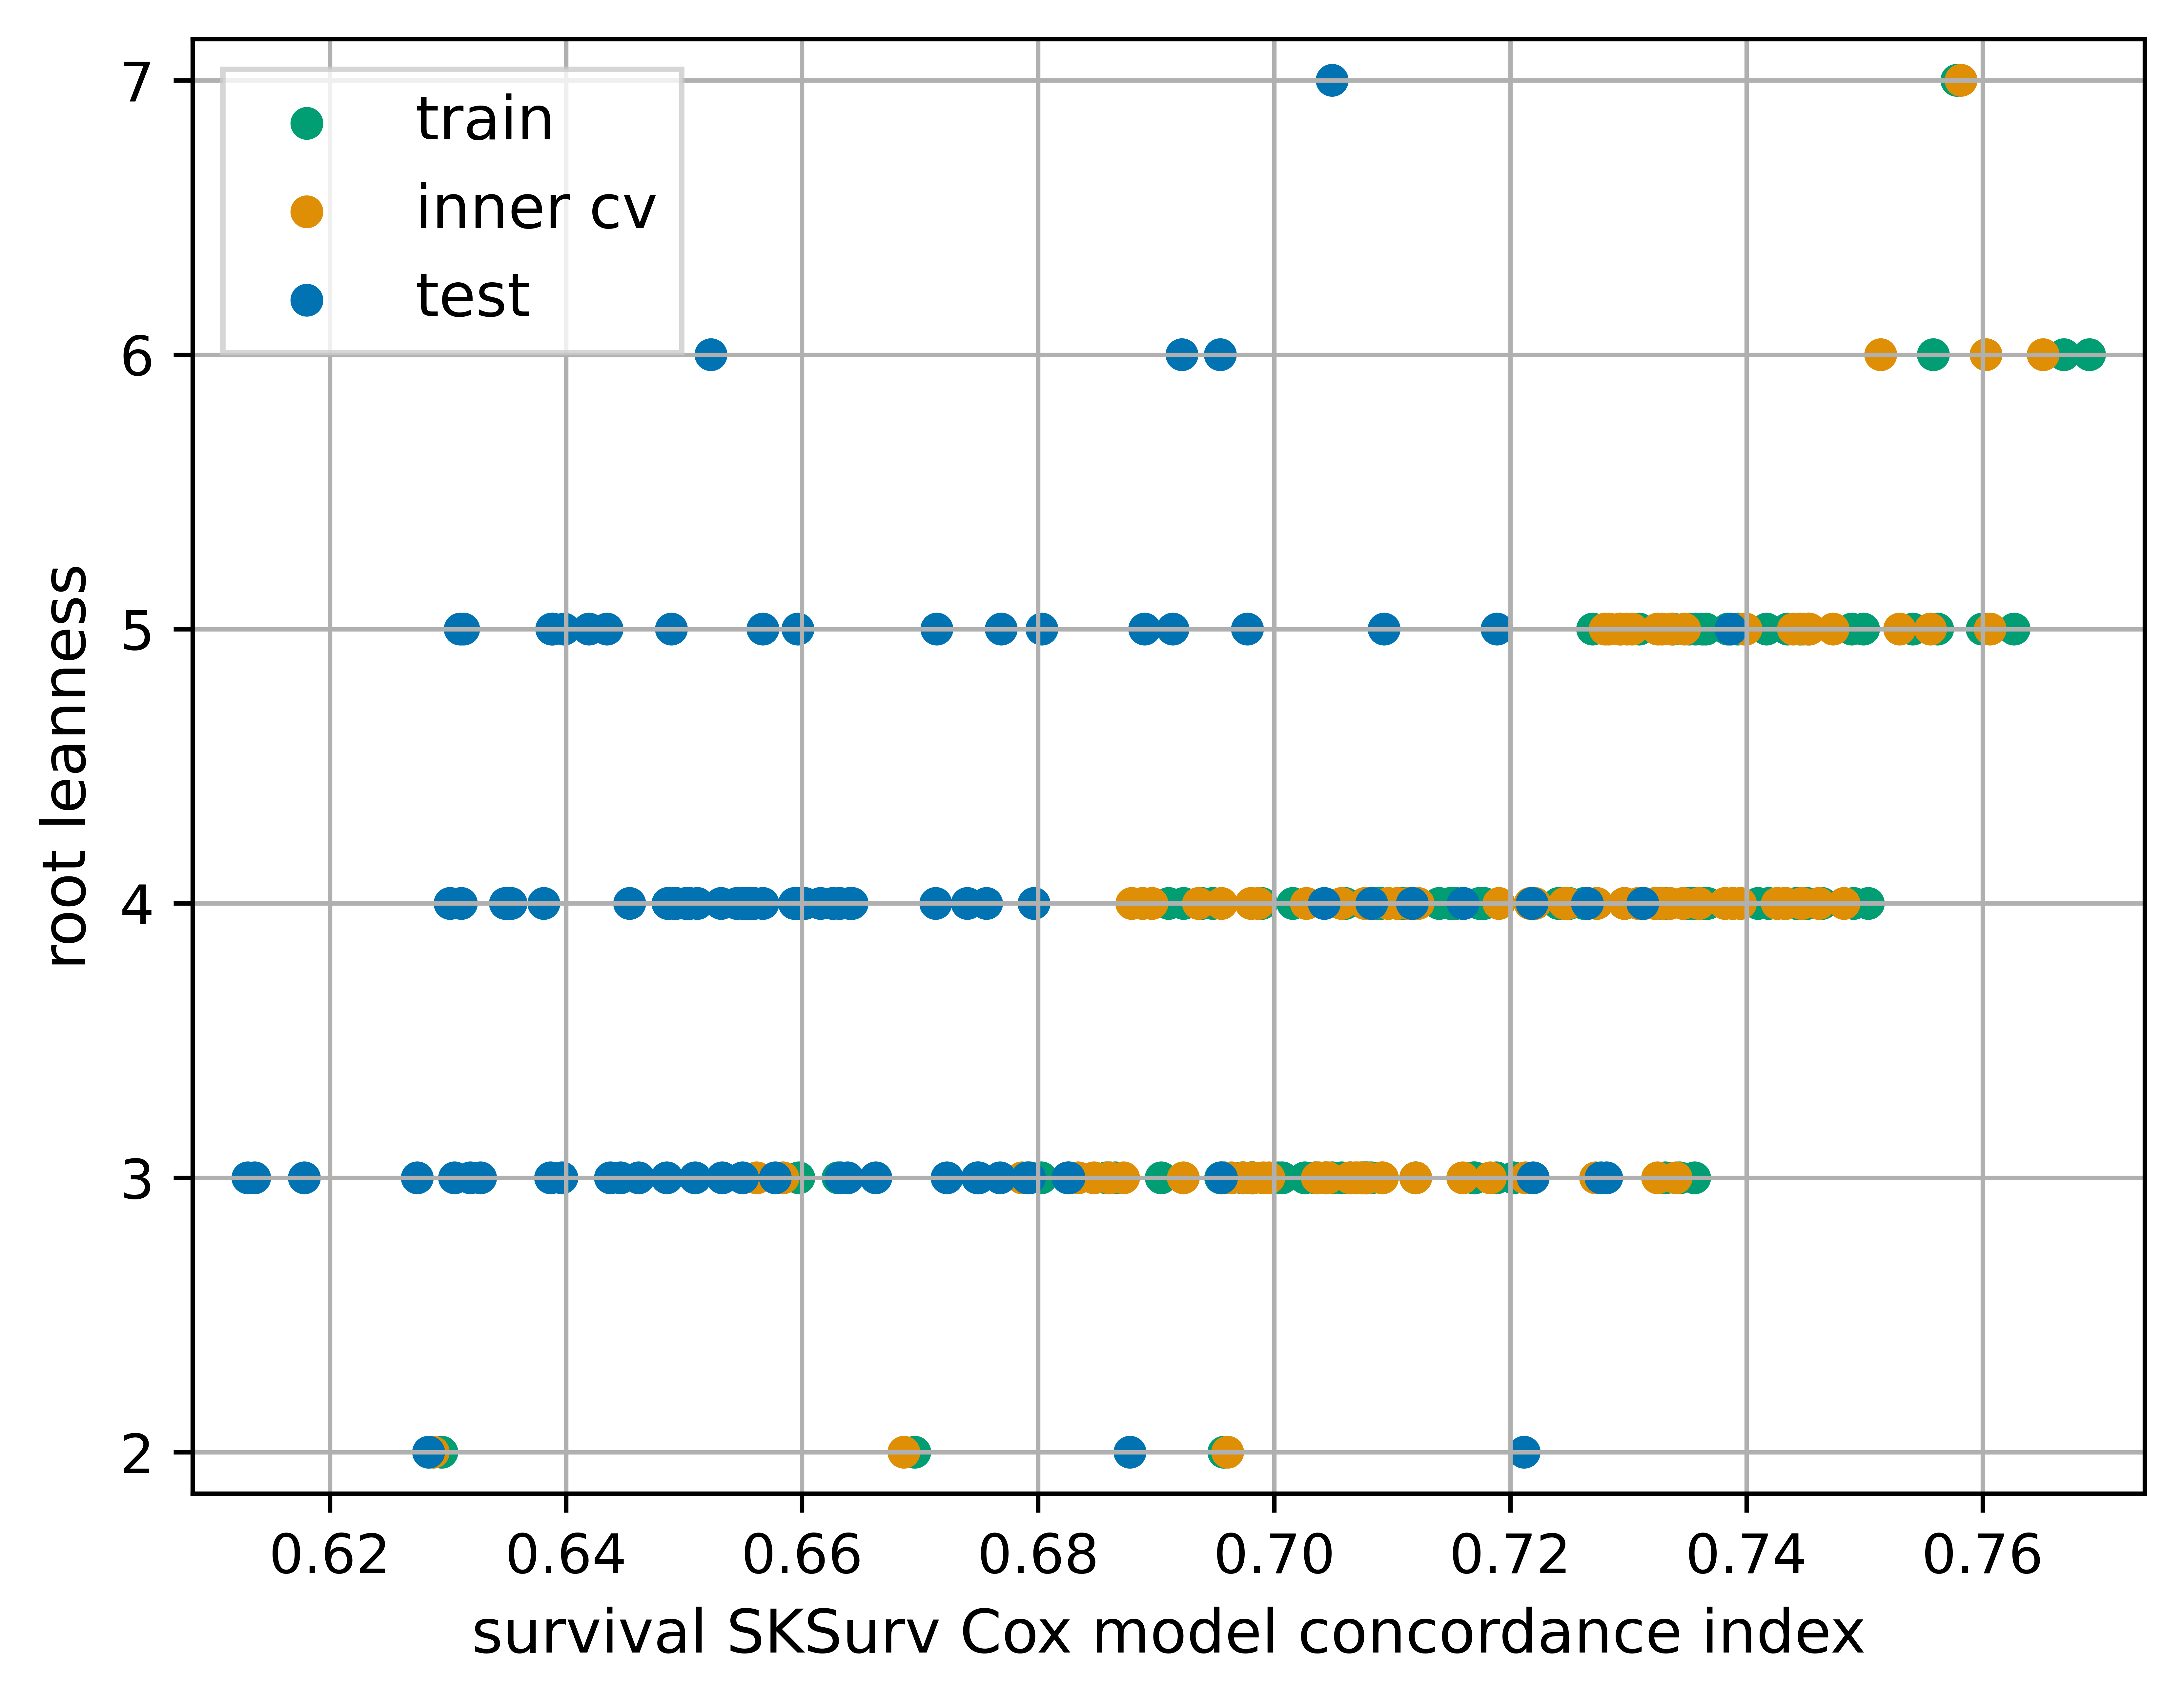 train
inner cv
test
7
6
5
4
3
2
root leanness
0.62 0.64 0.66 0.68 0.70 0.72 0.74 0.76
survival SKSurv Cox model concordance index